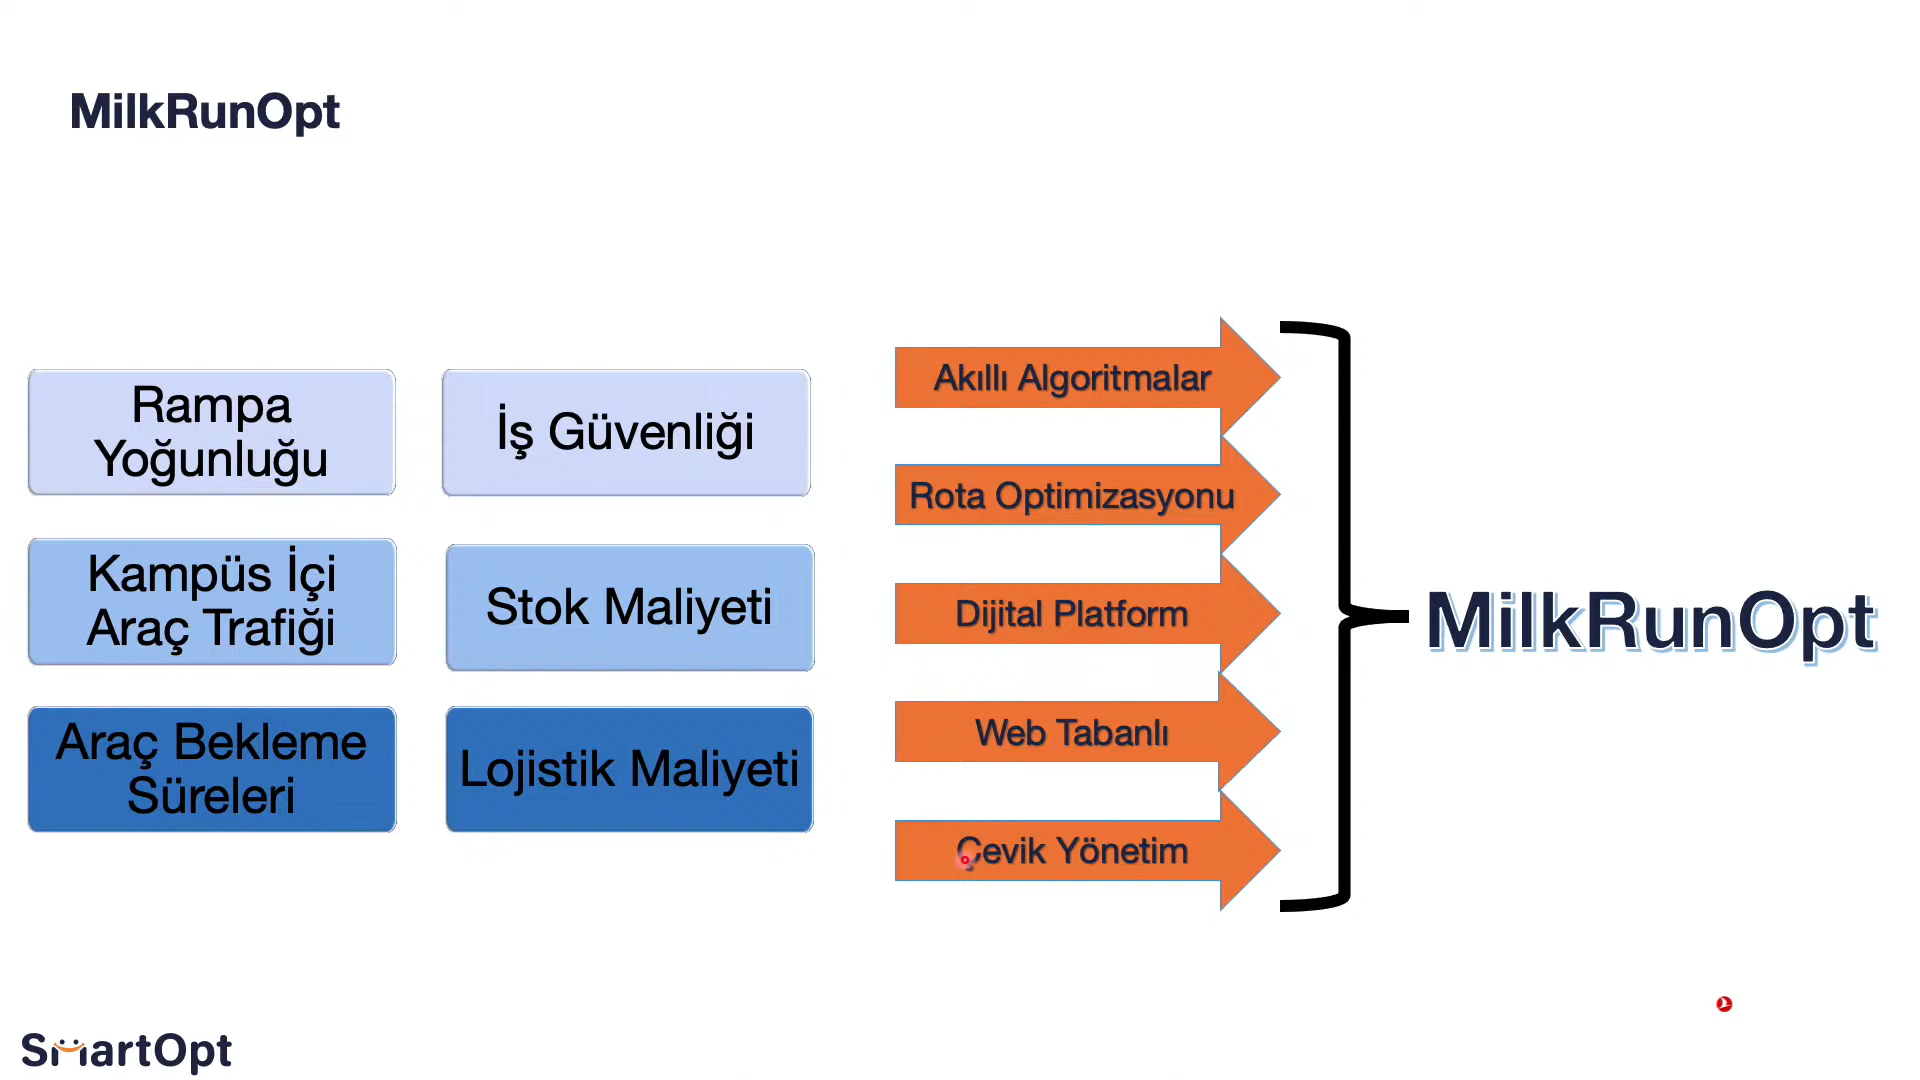 MilkRunOpt
Rampa
Yoğunluğu
İş Güvenliği
Kampüs İçi
Araç Trafiği
Stok Maliyeti
Araç Bekleme
Süreleri
Lojistik Maliyeti
Akıllı Algoritmalar
Rota Optimizasyonu
Dijital Platform
Web Tabanlı
Çevik Yönetim
MilkRunOpt
SmartOpt